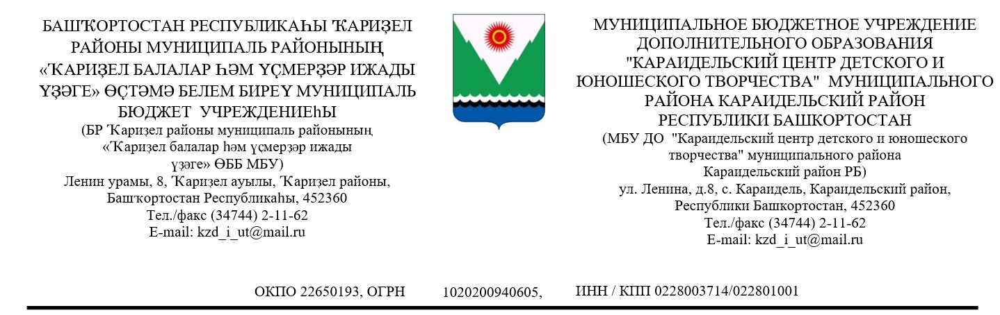 БАШҠОРТОСТАН РЕСПУБЛИКАҺЫ ҠАРИҘЕЛ
РАЙОНЫ МУНИЦИПАЛЬ РАЙОНЫНЫҢ
«ҠАРИҘЕЛ БАЛАЛАР ҺӘМ ҮҪМЕРҘӘР ИЖАДЫ
ҮҘӘГЕ» ӨҪТӘМӘ БЕЛЕМ БИРЕҮ МУНИЦИПАЛЬ
БЮДЖЕТ УЧРЕЖДЕНИЕһЫ
(БР Ҡариҙел районы муниципаль районының
«Ҡариҙел балалар һәм үҫмерҙәр ижады
үҙәге» ӨББ МБУ)
Ленин урамы, 8, Ҡариҙел ауылы, Ҡариҙел районы,
Башҡортостан Республикаһы, 452360
Тел./факс (34744) 2-11-62
E-mail: kzd_i_ut@mail.ru
МУНИЦИПАЛЬНОЕ БЮДЖЕТНОЕ УЧРЕЖДЕНИЕ
ДОПОЛНИТЕЛЬНОГО ОБРАЗОВАНИЯ
"КАРАИДЕЛЬСКИЙ ЦЕНТР ДЕТСКОГО И
ЮНОШЕСКОГО ТВОРЧЕСТВА" МУНИЦИПАЛЬНОГО
РАЙОНА КАРАИДЕЛЬСКИЙ РАЙОН
РЕСПУБЛИКИ БАШКОРТОСТАН
(МБУ ДО "Караидельский центр детского и юношеского
творчества" муниципального района
Караидельский район РБ)
ул. Ленина, д.8, с. Караидель, Караидельский район,
Республики Башкортостан, 452360
Тел./факс (34744) 2-11-62
E-mail: kzd_i_ut@mail.ru
ОКПО 22650193, ОГРН 1020200940605, ИНН / КПП 0228003714/022801001